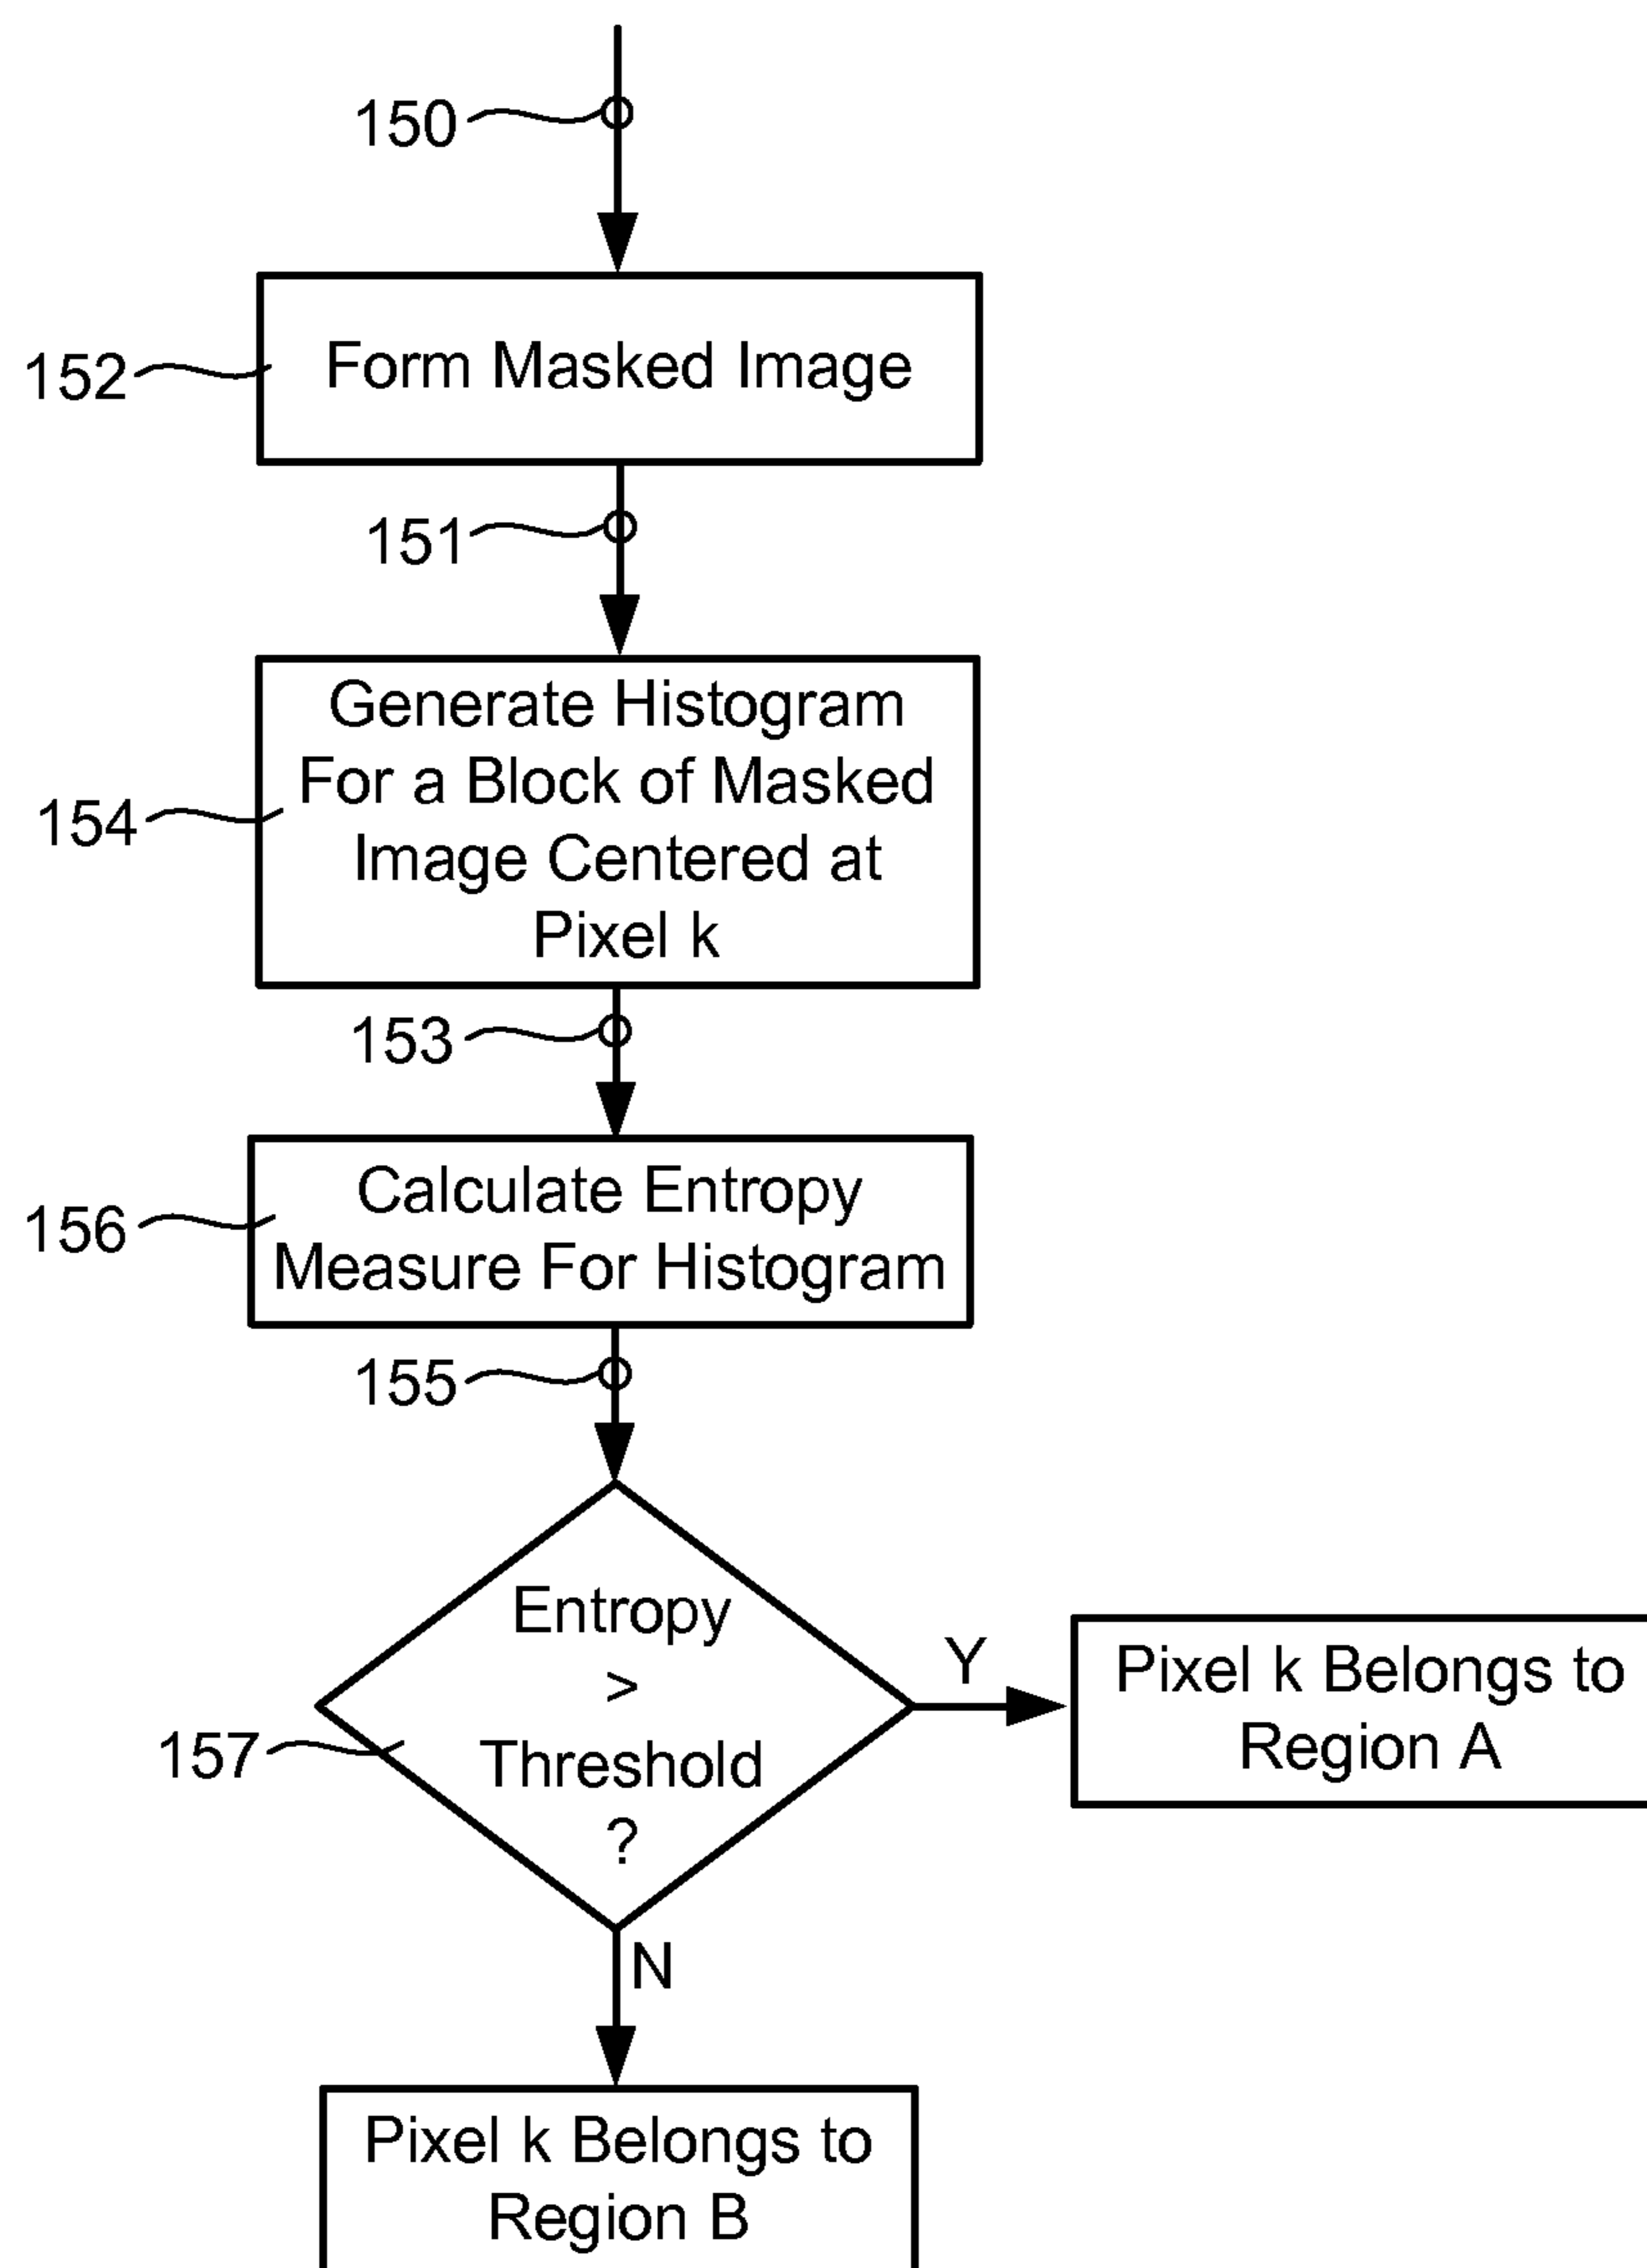 150
152
Form Masked Image
151
Generate Histogram
For a Block of Masked
154
Image Centered at
Pixel k
153
Calculate Entropy
156
Measure For Histogram
155
Entropy
>
Threshold
?
157
Y
Pixel k Belongs to
Region A
N
Pixel k Belongs to
Region B